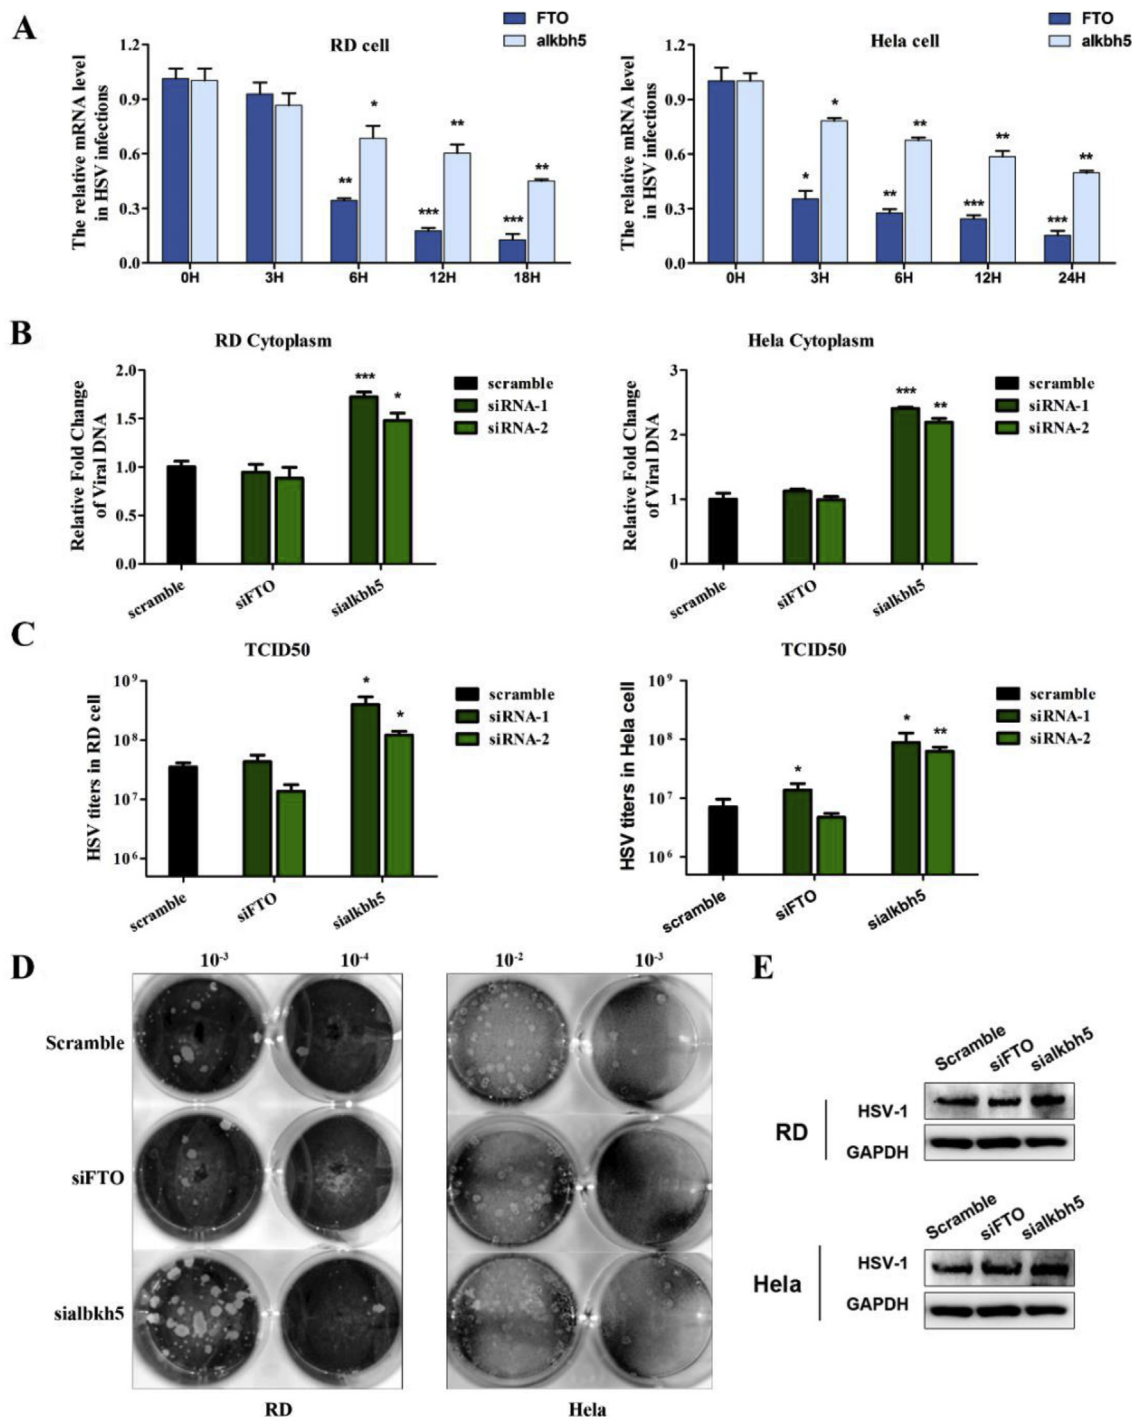 A
RD cell
FTO
alkbh5
The relative mRNA level
in HSV infections
1.2
0.9
0.6
0.3
0.0
*
**
**
**
***
***
0H
3H
6H
12H
18H
Hela cell
FTO
alkbh5
The relative mRNA level
in HSV infections
1.2
0.9
0.6
0.3
0.0
*
**
**
**
*
**
***
***
0H
3H
6H
12H
24H
B
RD Cytoplasm
Relative Fold Change
of Viral DNA
2.0
1.5
1.0
0.5
0.0
***
*
scramble
siFTO
sialkbh5
scramble
siRNA-1
siRNA-2
Hela Cytoplasm
Relative Fold Change
of Viral DNA
3
2
1
0
***
**
scramble
siFTO
sialkbh5
scramble
siRNA-1
siRNA-2
C
TCID50
HSV titers in RD cell
10⁹
10⁸
10⁷
10⁶
*
*
scramble
siFTO
sialkbh5
scramble
siRNA-1
siRNA-2
TCID50
HSV titers in Hela cell
10⁹
10⁸
10⁷
10⁶
*
*
**
scramble
siFTO
sialkbh5
scramble
siRNA-1
siRNA-2
D
10⁻³ 10⁻⁴ 10⁻² 10⁻³
Scramble
siFTO
sialbkh5
RD Hela
E
Scramble siFTO sialkbh5
RD
HSV-1
GAPDH
Scramble siFTO sialkbh5
Hela
HSV-1
GAPDH